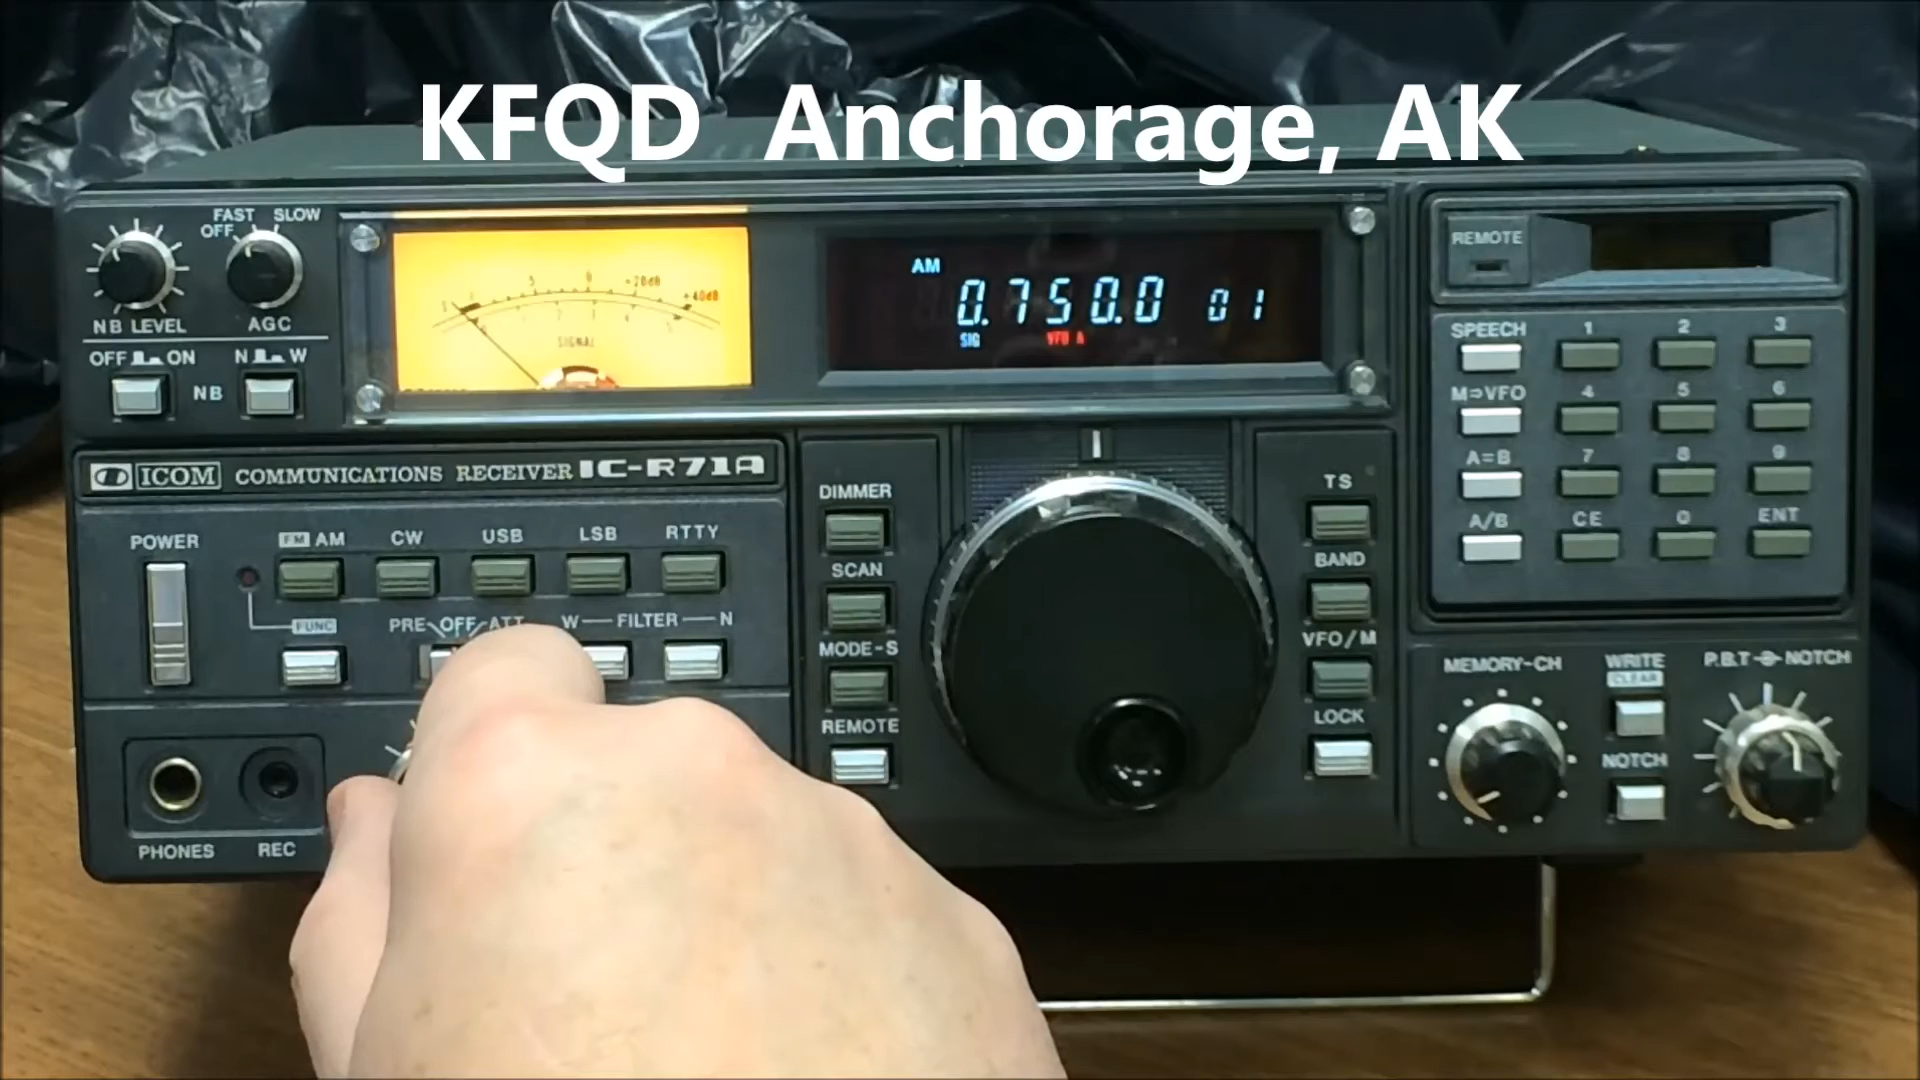 KFQD Anchorage, AK
FAST SLOW
OFF
NB LEVEL AGC
OFF ON N W
NB
5 9 +20dB +40dB
SIGNAL
AM
0.750.0 01
SIG VFO A
REMOTE
SPEECH 1 2 3
M⇒VFO 4 5 6
A=B 7 8 9
A/B CE 0 ENT
ICOM COMMUNICATIONS RECEIVER IC-R71A
POWER
FM AM CW USB LSB RTTY
FUNC PRE OFF ATT W FILTER N
PHONES REC
DIMMER
SCAN
MODE-S
REMOTE
TS
BAND
VFO/M
LOCK
MEMORY-CH WRITE P.B.T NOTCH
CLEAR
NOTCH